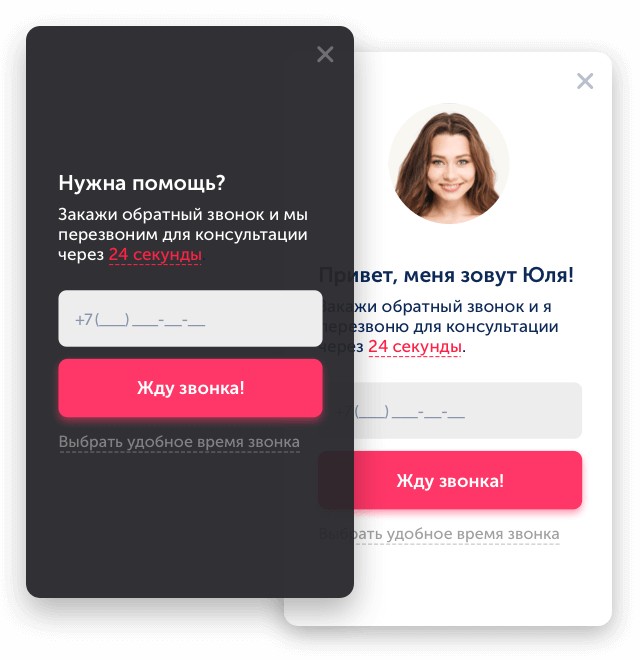 Нужна помощь?
Закажи обратный звонок и мы
перезвоним для консультации
через 24 секунды
+7 (___) ___-__-__
Жду звонка!
Выбрать удобное время звонка
Привет, меня зовут Юля!
Закажи обратный звонок и я
перезвоню для консультации
через 24 секунды.
+7 (___) ___-__-__
Жду звонка!
Выбрать удобное время звонка